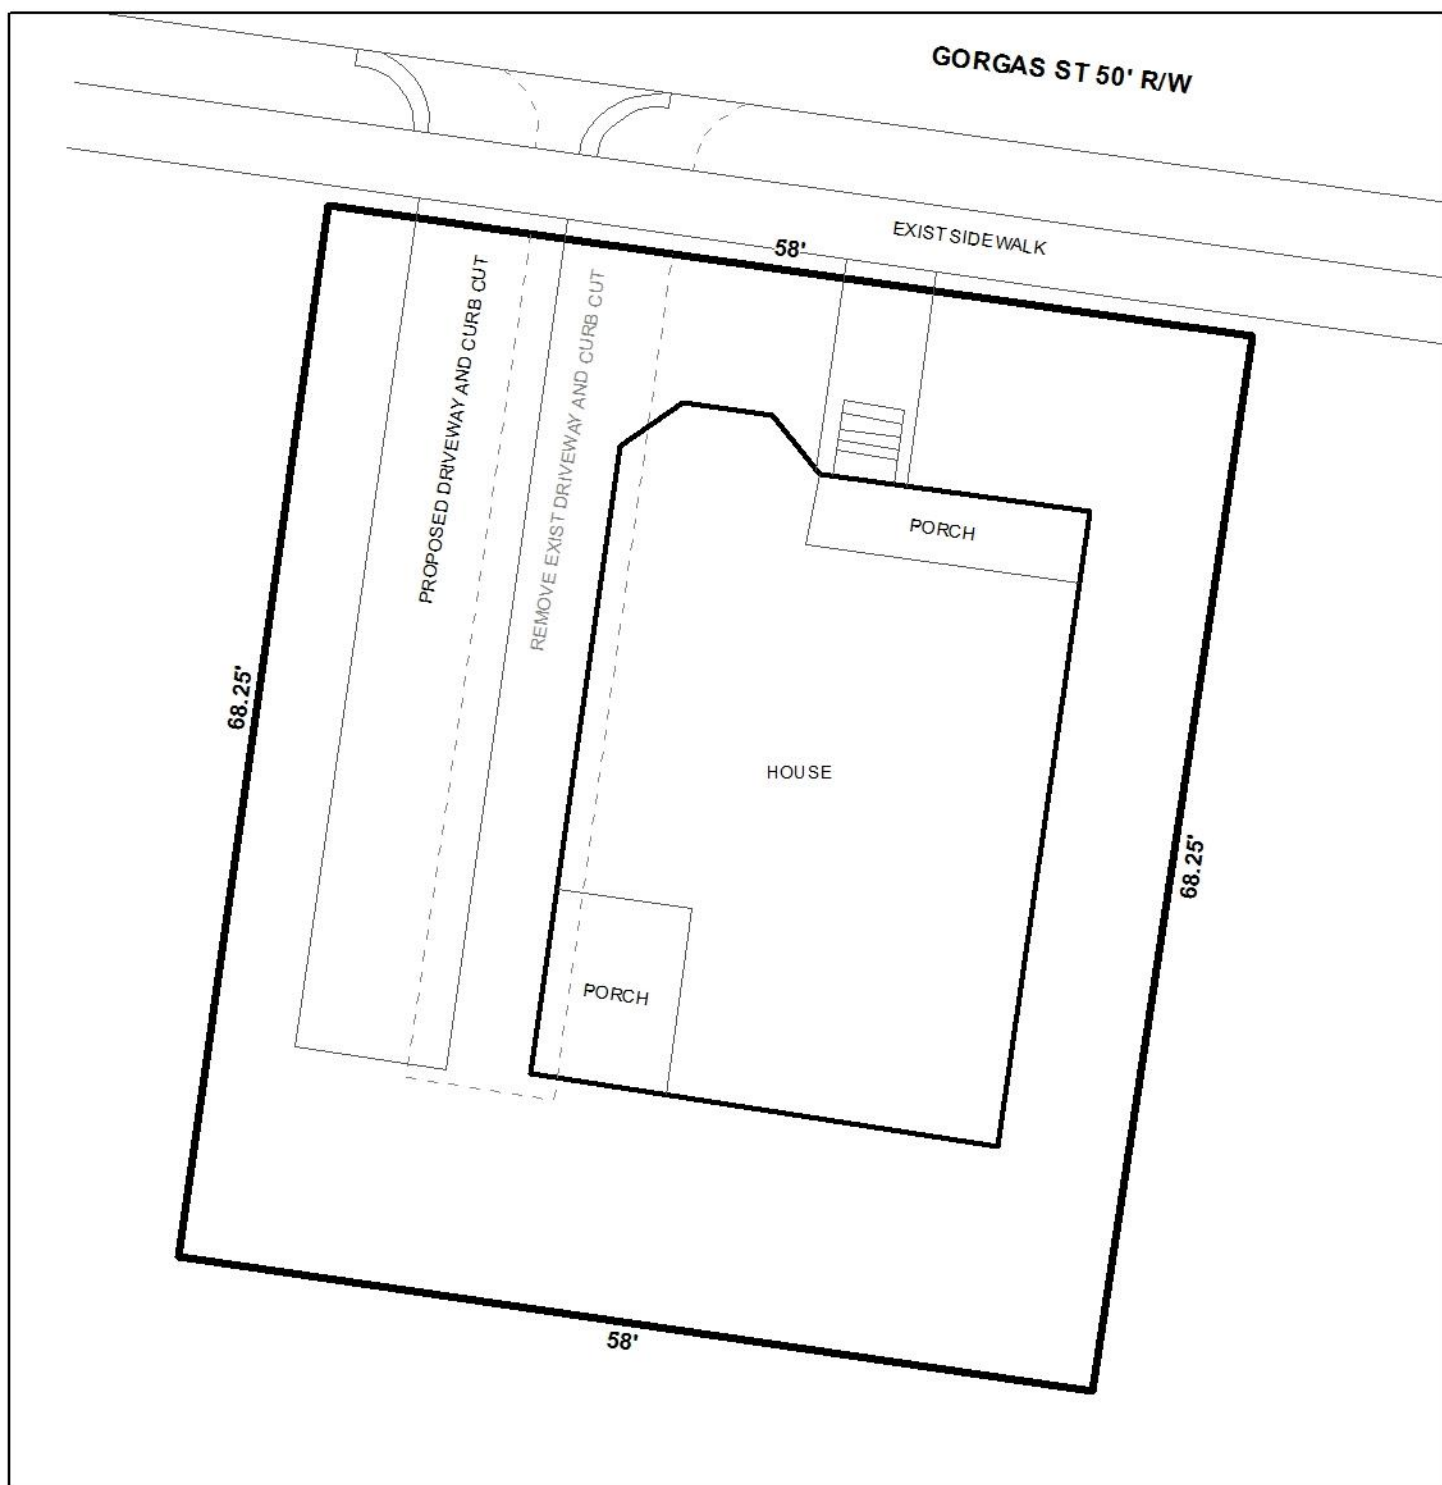 GORGAS ST 50' R/W
EXIST SIDEWALK
58'
PROPOSED DRIVEWAY AND CURB CUT
REMOVE EXIST DRIVEWAY AND CURB CUT
PORCH
68.25'
HOUSE
68.25'
PORCH
58'